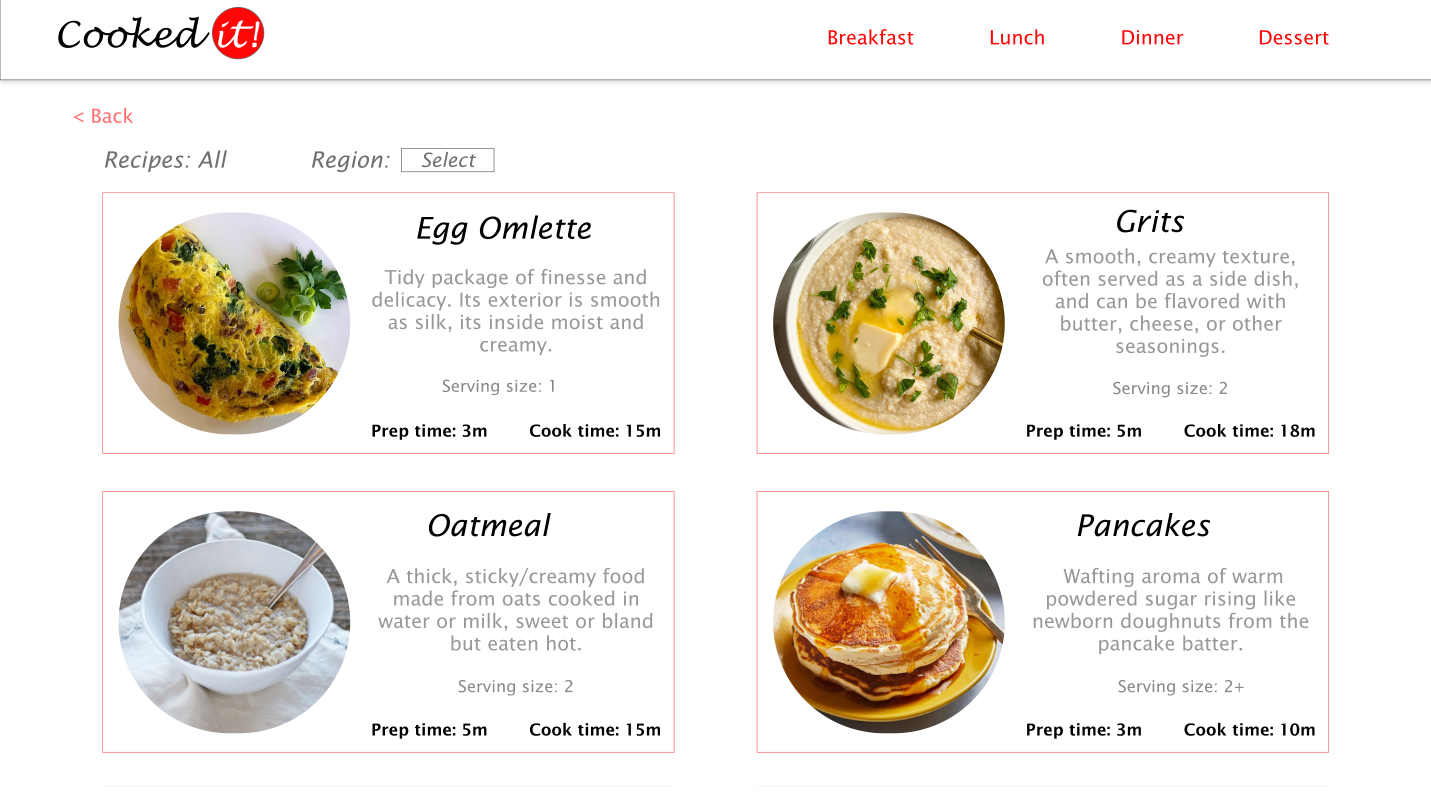 Cooked it!
Breakfast Lunch Dinner Dessert
< Back
Recipes: All Region: Select
Egg Omlette
Tidy package of finesse and
delicacy. Its exterior is smooth
as silk, its inside moist and
creamy.
Serving size: 1
Prep time: 3m Cook time: 15m
Grits
A smooth, creamy texture,
often served as a side dish,
and can be flavored with
butter, cheese, or other
seasonings.
Serving size: 2
Prep time: 5m Cook time: 18m
Oatmeal
A thick, sticky/creamy food
made from oats cooked in
water or milk, sweet or bland
but eaten hot.
Serving size: 2
Prep time: 5m Cook time: 15m
Pancakes
Wafting aroma of warm
powdered sugar rising like
newborn doughnuts from the
pancake batter.
Serving size: 2+
Prep time: 3m Cook time: 10m